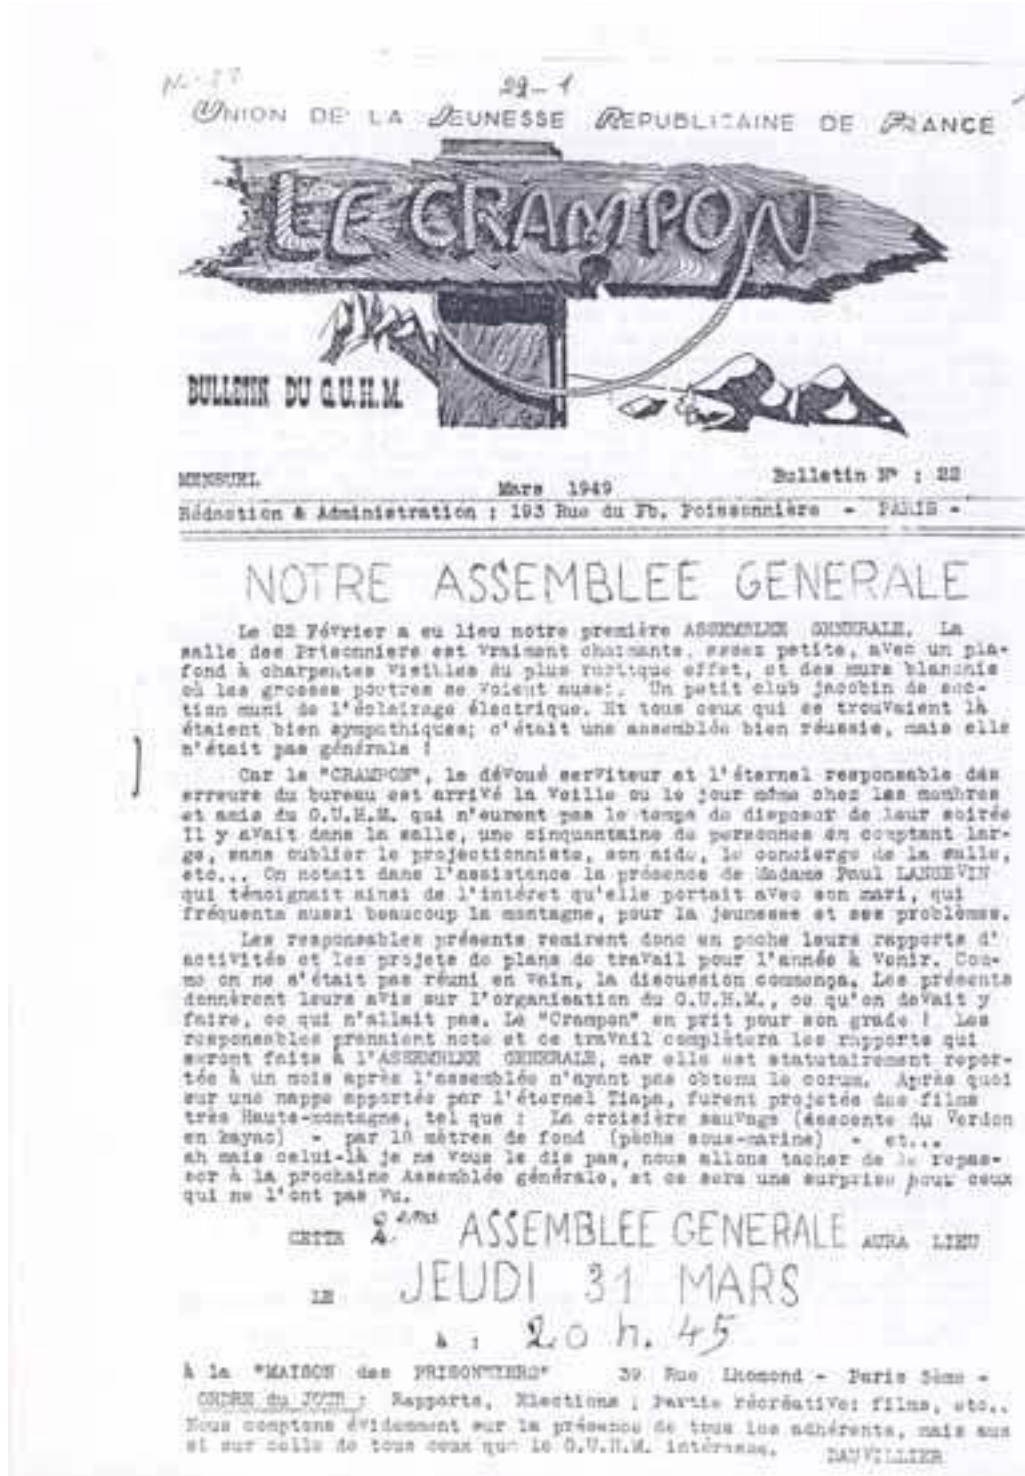 N° 22
22-1
UNION DE LA JEUNESSE REPUBLICAINE DE FRANCE
LE CRAMPON
BULLETIN DU G.U.H.M.
MENSUEL Mars 1949 Bulletin N° : 22
Rédaction & Administration : 193 Rue du Fb. Poissonnière - PARIS -
NOTRE ASSEMBLEE GENERALE
Le 22 Février a eu lieu notre première ASSEMBLEE GENERALE. La
salle des Prisonniers est vraiment charmante, assez petite, avec un pla-
fond à charpentes vieilles du plus rustique effet, et des murs blanchis
où les grosses poutres se voient aussi. Un petit club jacobin de sec-
tion muni de l'éclairage électrique. Et tous ceux qui se trouvaient là
étaient bien sympathiques; c'était une assemblée bien réussie, mais elle
n'était pas générale !
Car le "CRAMPON", le dévoué serviteur et l'éternel responsable des
erreurs du bureau est arrivé la veille ou le jour même chez les membres
et amis du G.U.H.M. qui n'eurent pas le temps de disposer de leur soirée
Il y avait dans la salle, une cinquantaine de personnes en comptant lar-
ge, sans oublier le projectionniste, son aide, le concierge de la salle,
etc... On notait dans l'assistance la présence de Madame Paul LANGEVIN
qui témoignait ainsi de l'intéret qu'elle portait avec son mari, qui
fréquenta aussi beaucoup la montagne, pour la jeunesse et ses problèmes.
Les responsables présents remirent donc en poche leurs rapports d'
activités et les projets de plans de travail pour l'année à venir. Com-
me on ne s'était pas réuni en vain, la discussion commença. Les présents
donnèrent leurs avis sur l'organisation du G.U.H.M., ce qu'on devait y
faire, ce qui n'allait pas. Le "Crampon" en prit pour son grade ! Les
responsables prenaient note et ce travail complètera les rapports qui
seront faits à l'ASSEMBLEE GENERALE, car elle est statutairement repor-
tée à un mois après l'assemblée n'ayant pas obtenu le corum. Après quoi
sur une nappe apportée par l'éternel Tiapa, furent projetés des films
très Haute-montagne, tel que : La croisière sauvage (descente du Verdon
en kayac) - par 10 mètres de fond (pêche sous-marine) - et...
ah mais celui-là je ne vous le dis pas, nous allons tacher de le repas-
ser à la prochaine Assemblée générale, et ce sera une surprise pour ceux
qui ne l'ont pas vu.
CETTE 2ème ASSEMBLEE GENERALE AURA LIEU
LE JEUDI 31 MARS
à : 20 h. 45
à la "MAISON des PRISONNIERS" 39 Rue Lhomond - Paris 5ème -
ORDRE du JOUR : Rapports, Elections ; Partie récréative: films, etc..
Nous comptons évidemment sur la présence de tous les adhérents, mais aus
si sur celle de tous ceux que le G.U.H.M. intéresse. DAUVILLIER